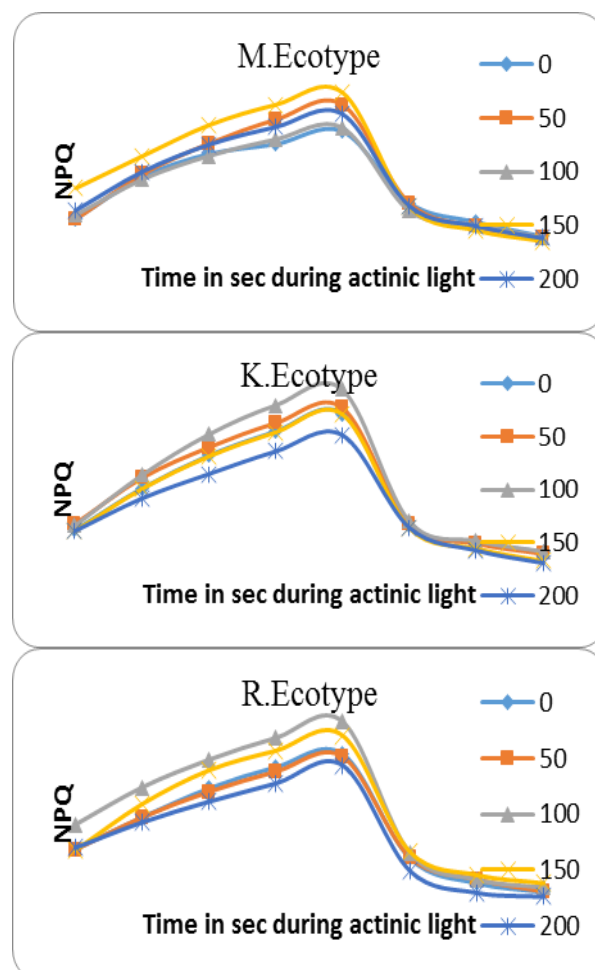 M.Ecotype
0
50
100
NPQ
150
Time in sec during actinic light
200
K.Ecotype
0
50
100
NPQ
150
Time in sec during actinic light
200
R.Ecotype
0
50
100
NPQ
150
Time in sec during actinic light
200